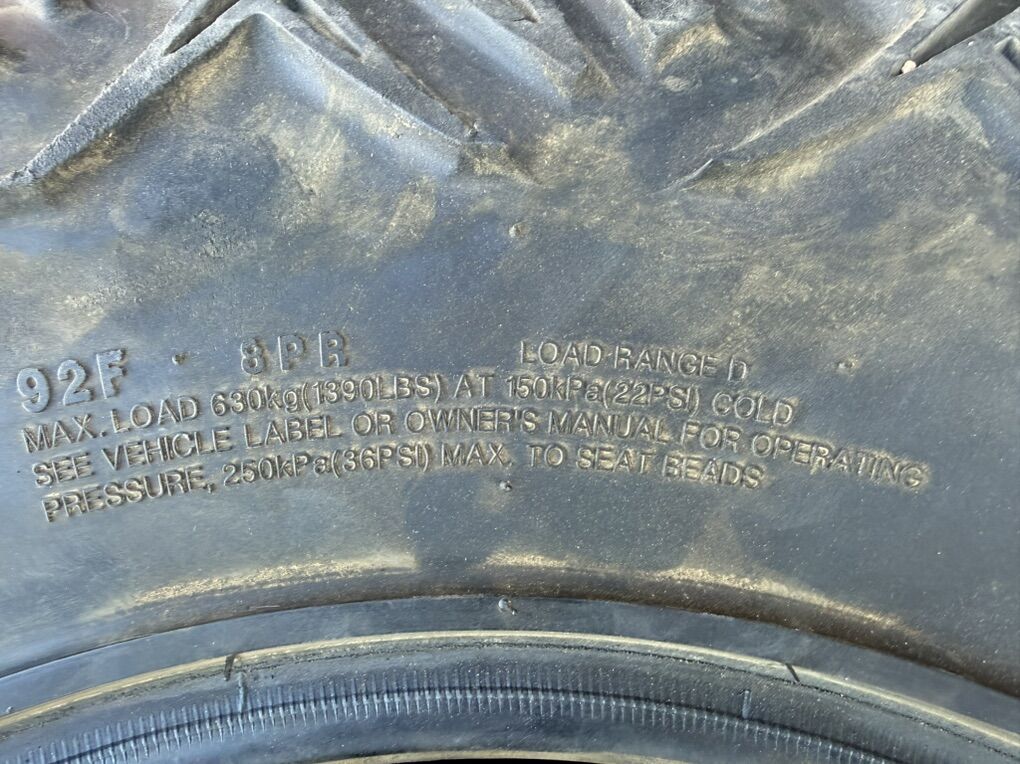 92F 8PR LOAD RANGE D
MAX. LOAD 630kg(1390LBS) AT 150kPa(22PSI) COLD
SEE VEHICLE LABEL OR OWNER'S MANUAL FOR OPERATING
PRESSURE, 250kPa(36PSI) MAX. TO SEAT BEADS